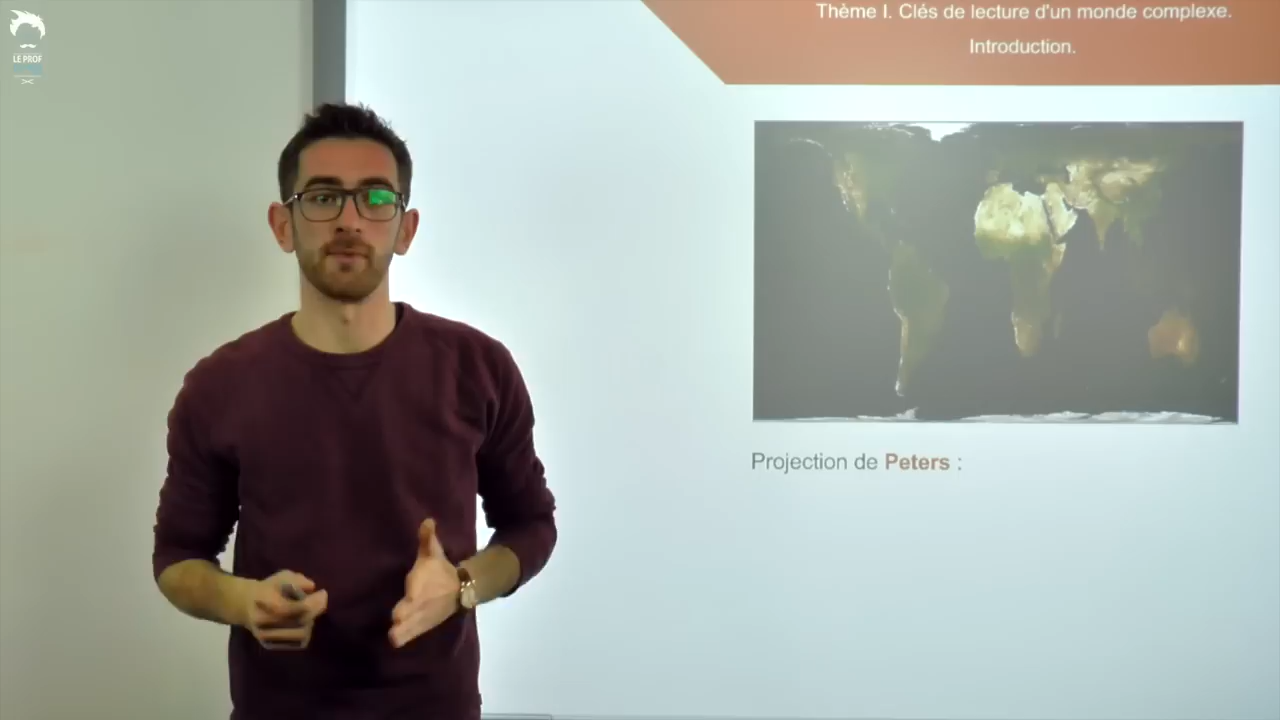 LE PROF
Thème I. Clés de lecture d'un monde complexe.
Introduction.
Projection de Peters :